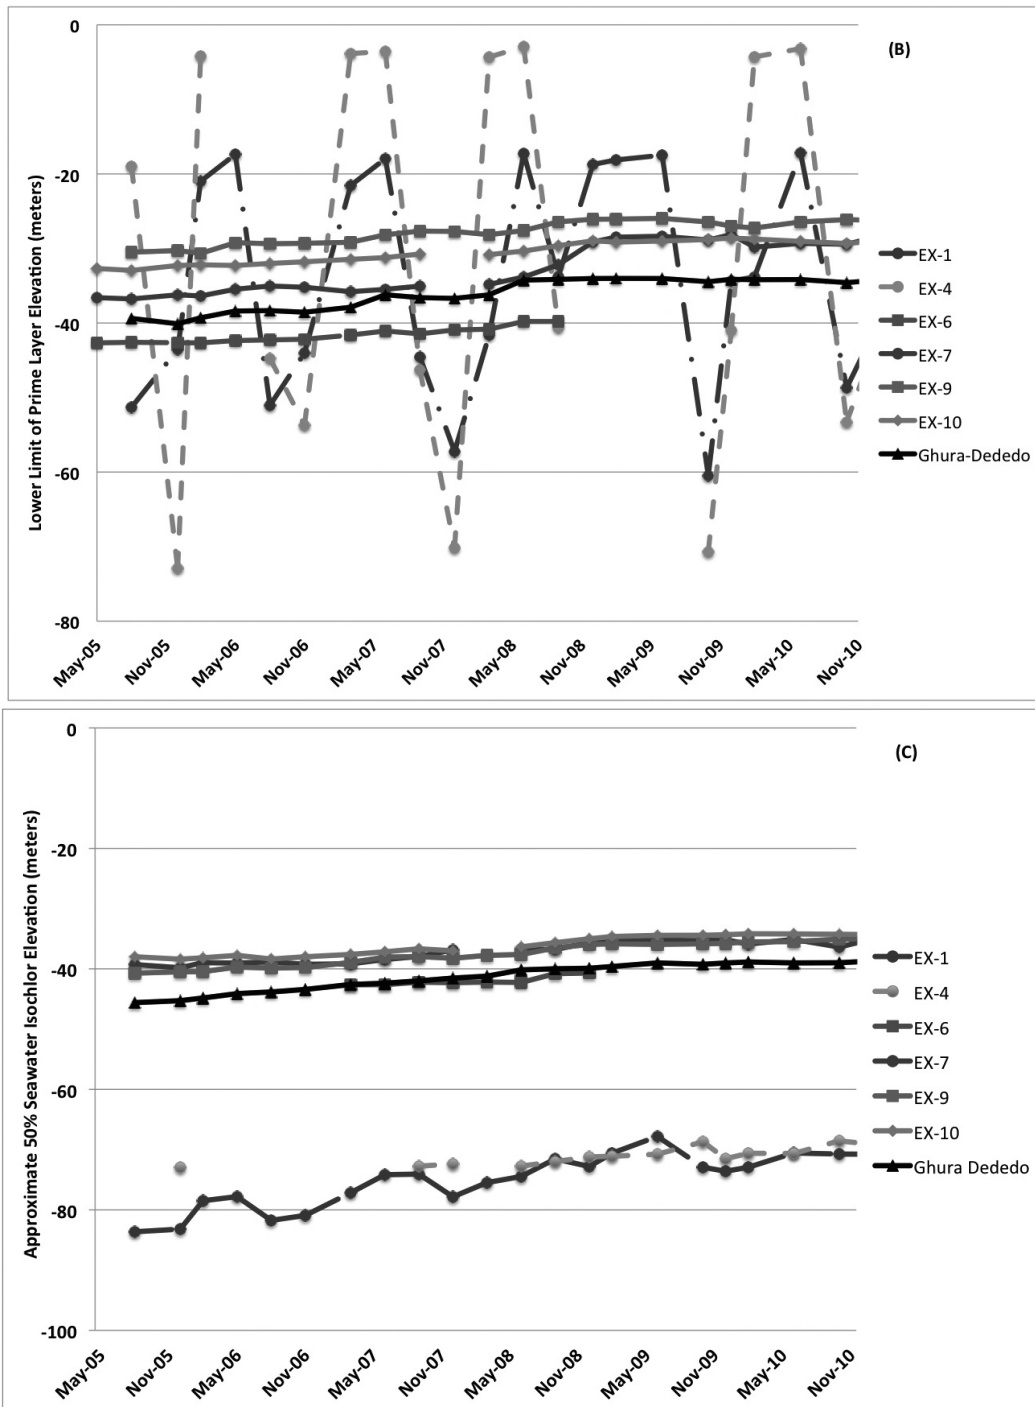 (B)
Lower Limit of Prime Layer Elevation (meters)
0
-20
-40
-60
-80
May-05 Nov-05 May-06 Nov-06 May-07 Nov-07 May-08 Nov-08 May-09 Nov-09 May-10 Nov-10
EX-1
EX-4
EX-6
EX-7
EX-9
EX-10
Ghura-Dededo
(C)
Approximate 50% Seawater Isochlor Elevation (meters)
0
-20
-40
-60
-80
-100
May-05 Nov-05 May-06 Nov-06 May-07 Nov-07 May-08 Nov-08 May-09 Nov-09 May-10 Nov-10
EX-1
EX-4
EX-6
EX-7
EX-9
EX-10
Ghura Dededo